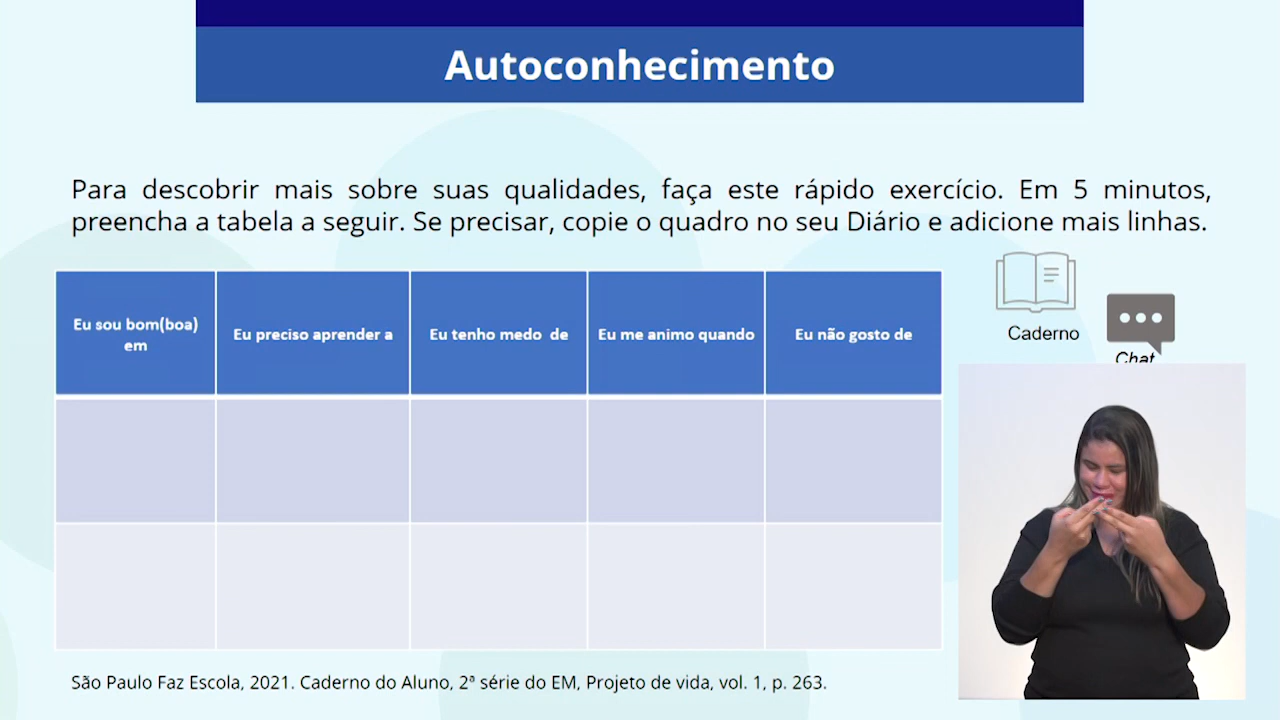 Autoconhecimento
Para descobrir mais sobre suas qualidades, faça este rápido exercício. Em 5 minutos,
preencha a tabela a seguir. Se precisar, copie o quadro no seu Diário e adicione mais linhas.
Eu sou bom(boa)
em
Eu preciso aprender a
Eu tenho medo de
Eu me animo quando
Eu não gosto de
Caderno
Chat
São Paulo Faz Escola, 2021. Caderno do Aluno, 2ª série do EM, Projeto de vida, vol. 1, p. 263.